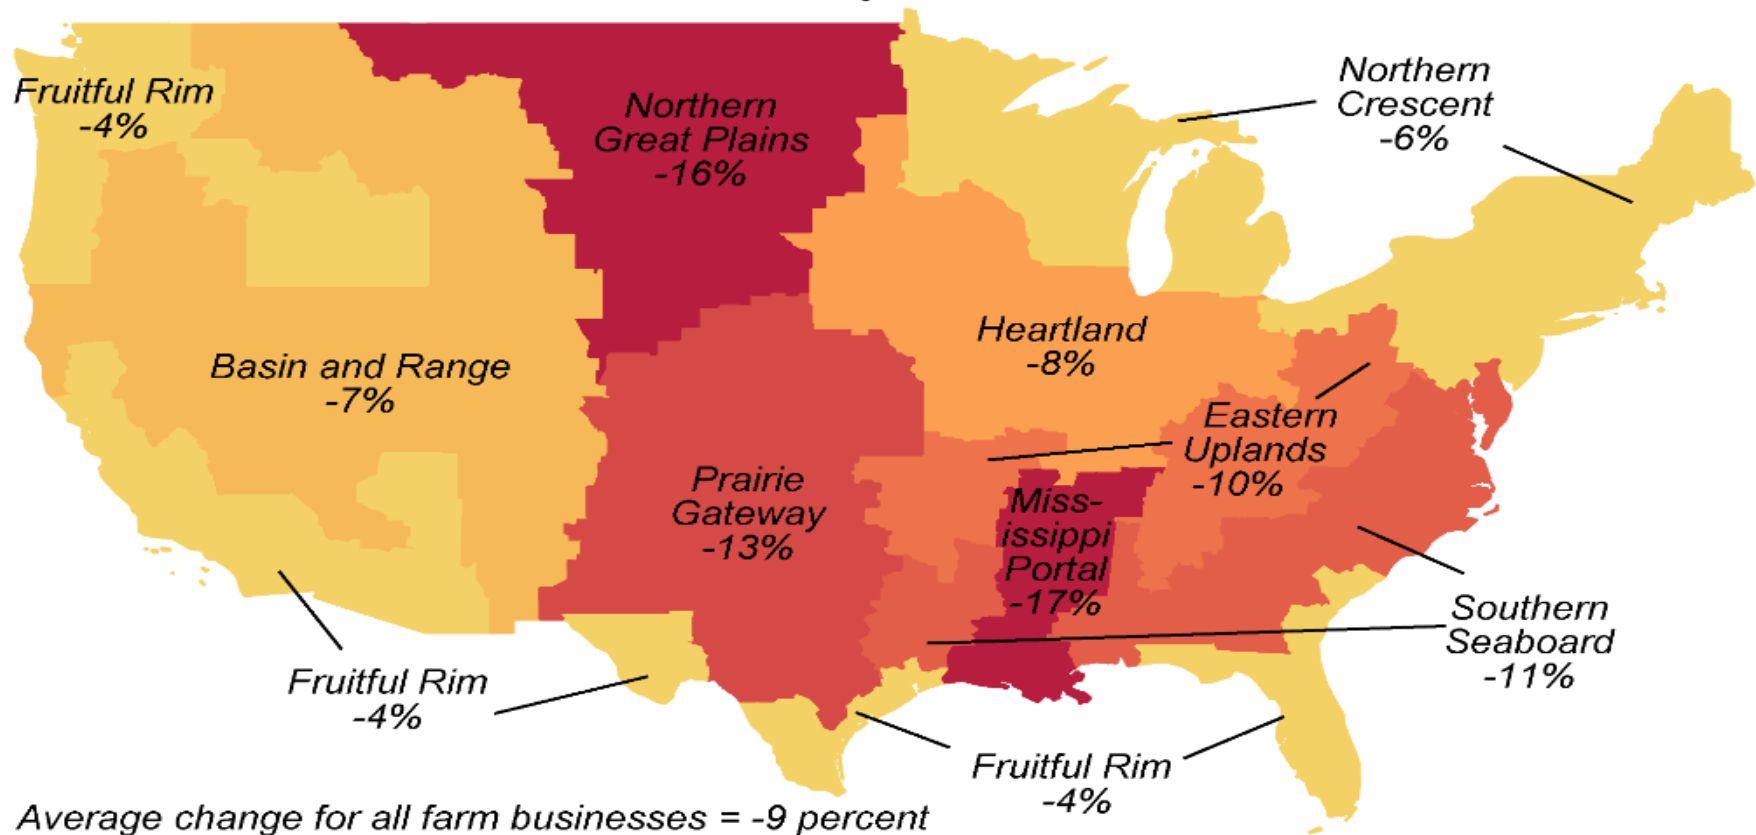 Fruitful Rim
-4%
Northern
Great Plains
-16%
Northern
Crescent
-6%
Basin and Range
-7%
Heartland
-8%
Eastern
Uplands
-10%
Prairie
Gateway
-13%
Miss-
issippi
Portal
-17%
Southern
Seaboard
-11%
Fruitful Rim
-4%
Fruitful Rim
-4%
Average change for all farm businesses = -9 percent